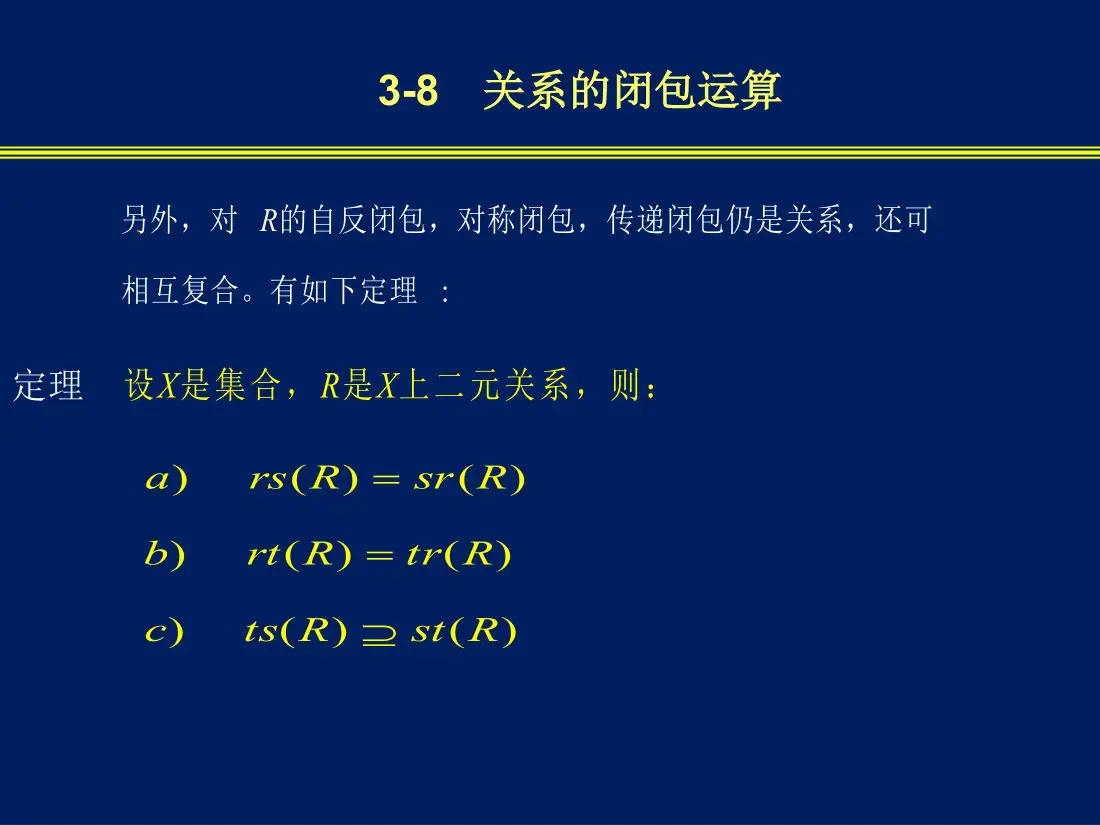 3-8 关系的闭包运算
另外，对 R的自反闭包，对称闭包，传递闭包仍是关系，还可
相互复合。有如下定理 :
定理 设X是集合，R是X上二元关系，则：
a) rs(R) = sr(R)
b) rt(R) = tr(R)
c) ts(R) ⊇ st(R)